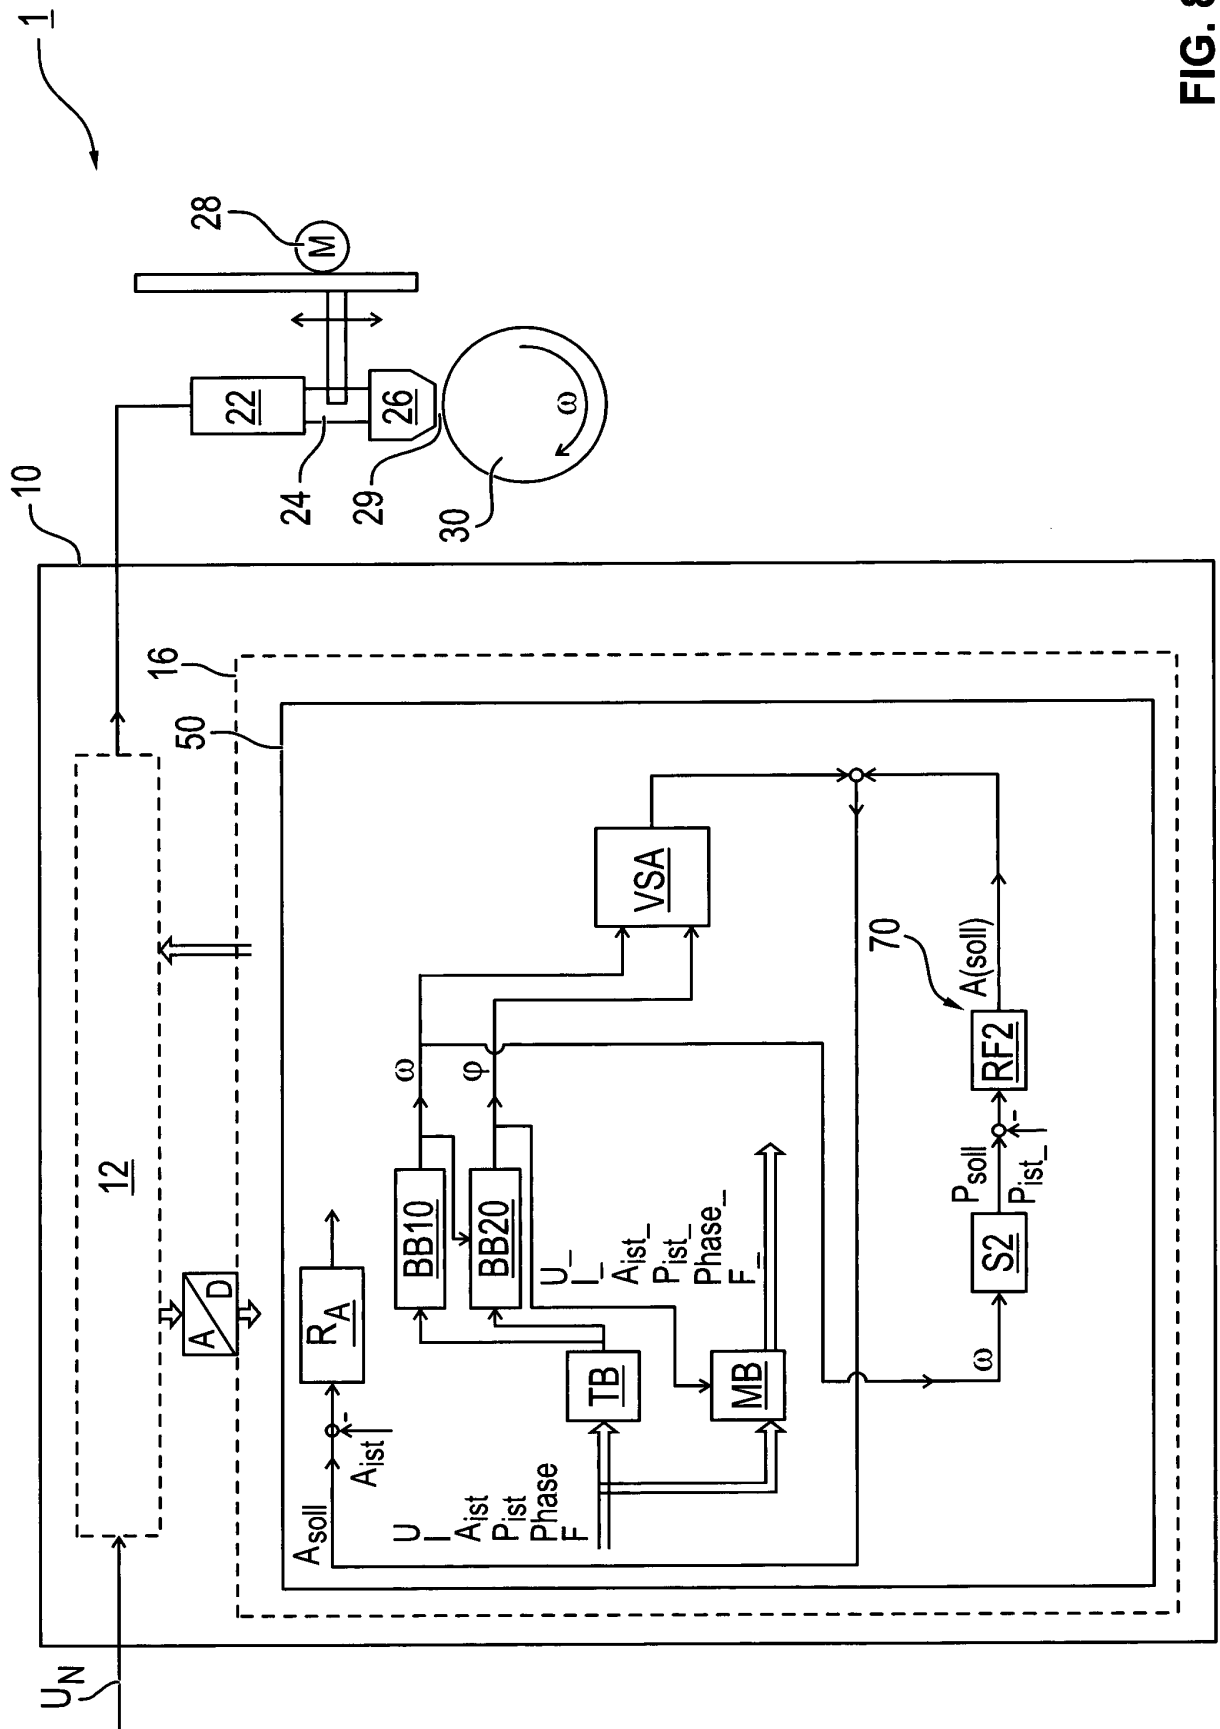 1
10
28
M
22
24
26
29
30
ω
U_N
12
16
50
A
D
A_soll
A_ist
-
R_A
U
I
A_ist
P_ist
Phase
F
TB
BB10
BB20
ω
φ
VSA
MB
U_
I_
A_ist_
P_ist_
Phase_
F_
ω
S2
P_soll
P_ist_
-
RF2
70
A(soll)
FIG. 8